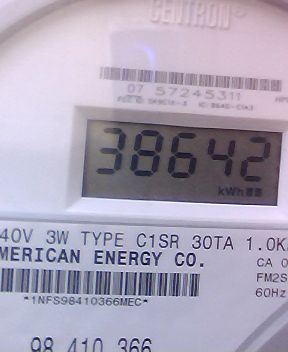 CENTRON®
07 57245311
38642
kWh
40V 3W TYPE C1SR 30TA 1.0K
MERICAN ENERGY CO.
CA 0
FM2S
60Hz
*1NFS98410366MEC*
98 410 366